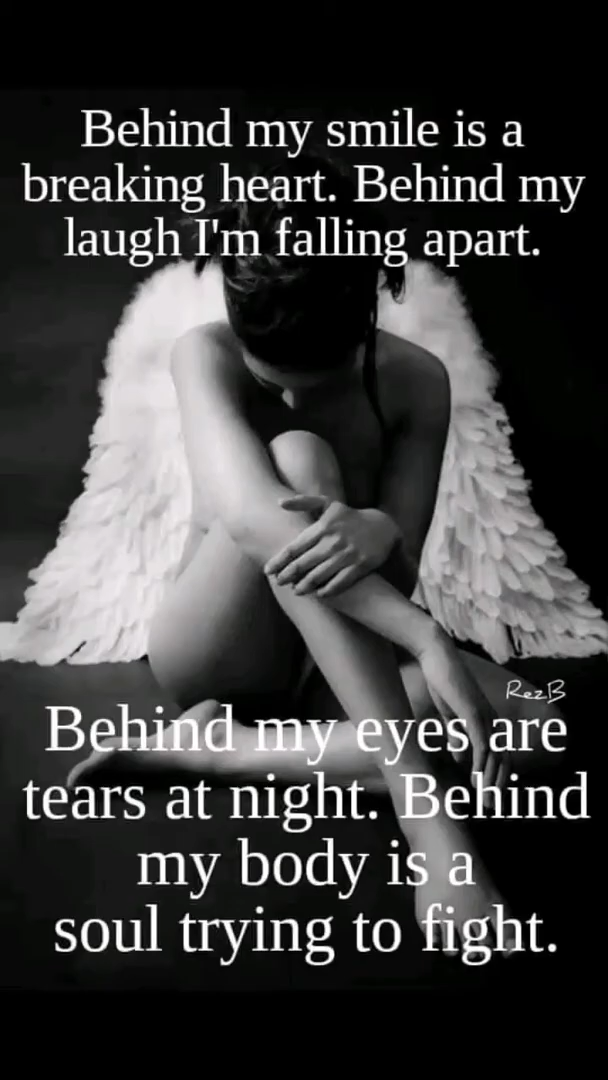 Behind my smile is a
breaking heart. Behind my
laugh I'm falling apart.
RezB
Behind my eyes are
tears at night. Behind
my body is a
soul trying to fight.